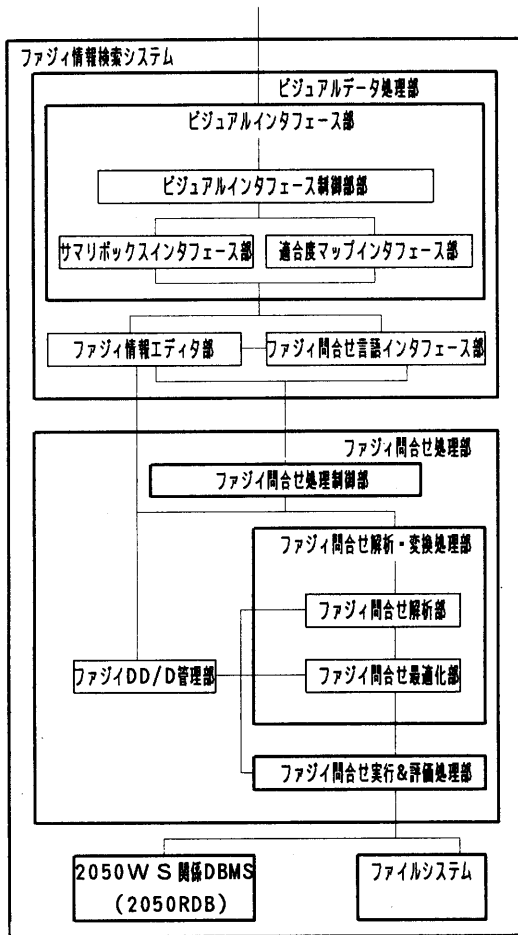 ファジィ情報検索システム
ビジュアルデータ処理部
ビジュアルインタフェース部
ビジュアルインタフェース制御部部
サマリボックスインタフェース部
適合度マップインタフェース部
ファジィ情報エディタ部
ファジィ問合せ言語インタフェース部
ファジィ問合せ処理部
ファジィ問合せ処理制御部
ファジィ問合せ解析・変換処理部
ファジィ問合せ解析部
ファジィDD/D管理部
ファジィ問合せ最適化部
ファジィ問合せ実行&評価処理部
2050WS関係DBMS
(2050RDB)
ファイルシステム